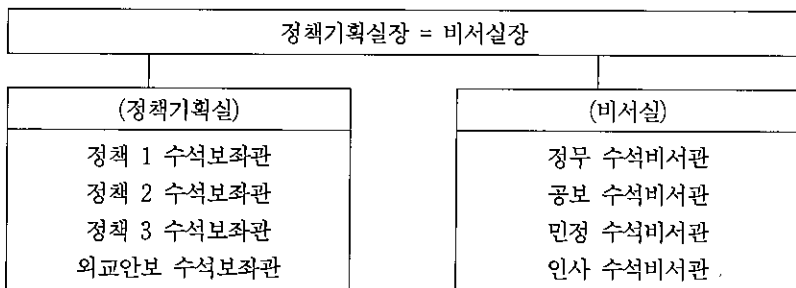 정책기획실장 = 비서실장
(정책기획실)
정책 1 수석보좌관
정책 2 수석보좌관
정책 3 수석보좌관
외교안보 수석보좌관
(비서실)
정무 수석비서관
공보 수석비서관
민정 수석비서관
인사 수석비서관